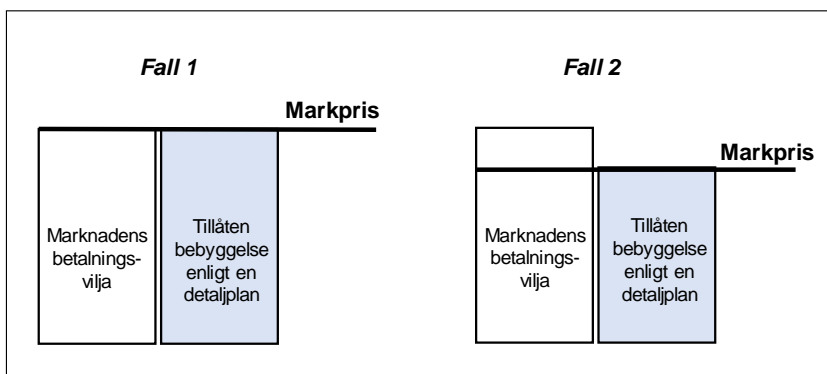 Fall 1
Markpris
Marknadens
betalnings-
vilja
Tillåten
bebyggelse
enligt en
detaljplan
Fall 2
Markpris
Marknadens
betalnings-
vilja
Tillåten
bebyggelse
enligt en
detaljplan